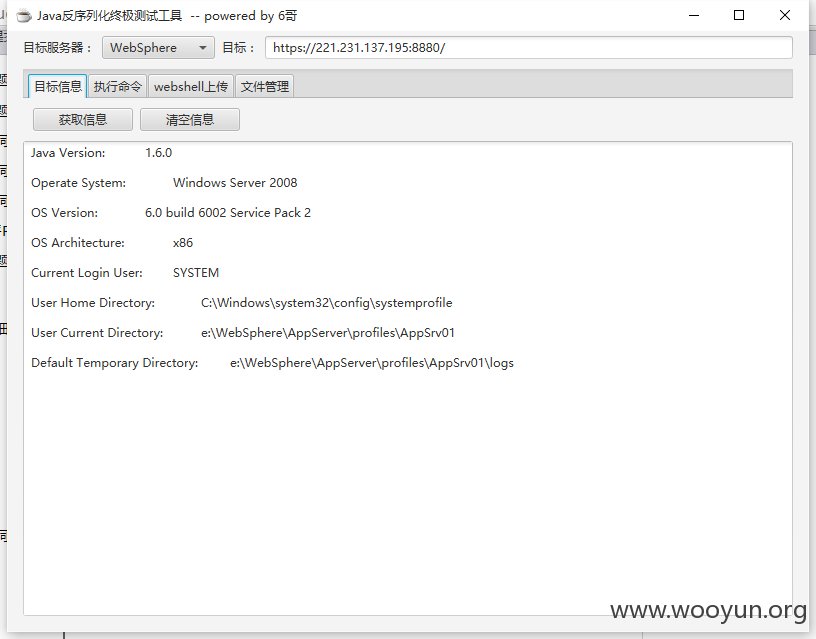 Java反序列化终极测试工具 -- powered by 6哥
目标服务器： WebSphere 目标： https://221.231.137.195:8880/
目标信息 执行命令 webshell上传 文件管理
获取信息 清空信息
Java Version: 1.6.0
Operate System: Windows Server 2008
OS Version: 6.0 build 6002 Service Pack 2
OS Architecture: x86
Current Login User: SYSTEM
User Home Directory: C:\Windows\system32\config\systemprofile
User Current Directory: e:\WebSphere\AppServer\profiles\AppSrv01
Default Temporary Directory: e:\WebSphere\AppServer\profiles\AppSrv01\logs
www.wooyun.org